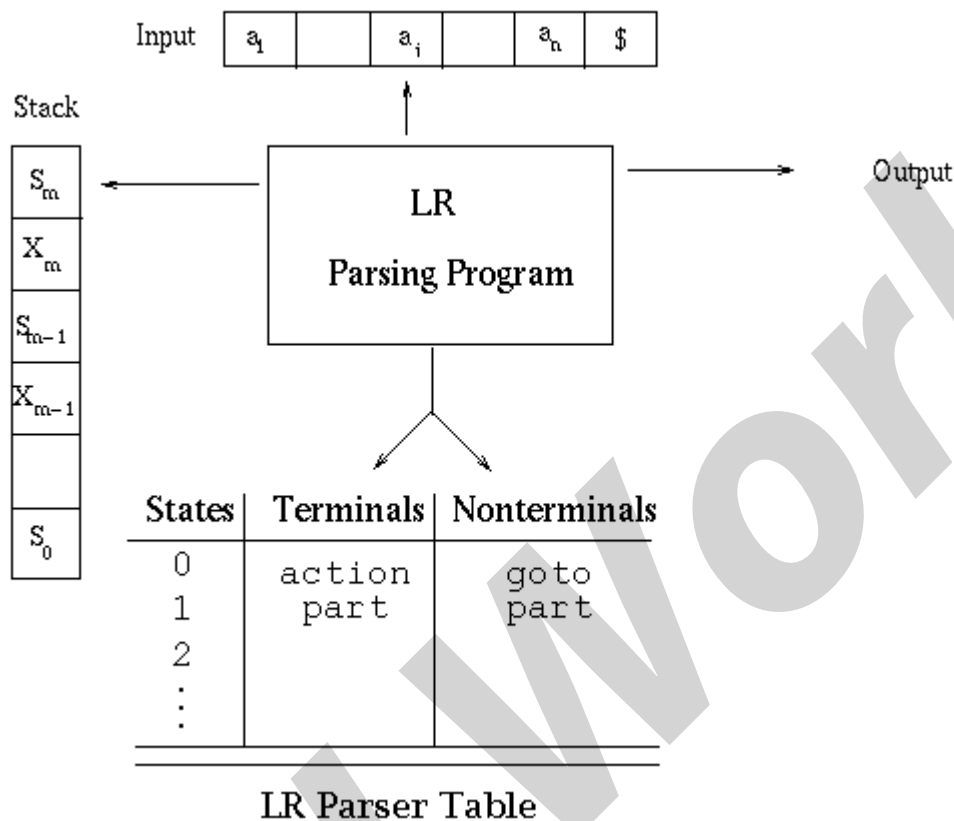 Input a₁ aᵢ aₙ $
Stack
Sₘ
Xₘ
Sₘ₋₁
Xₘ₋₁
S₀
LR
Parsing Program
Output
States Terminals Nonterminals
0 action goto
1 part part
2
⋮
LR Parser Table